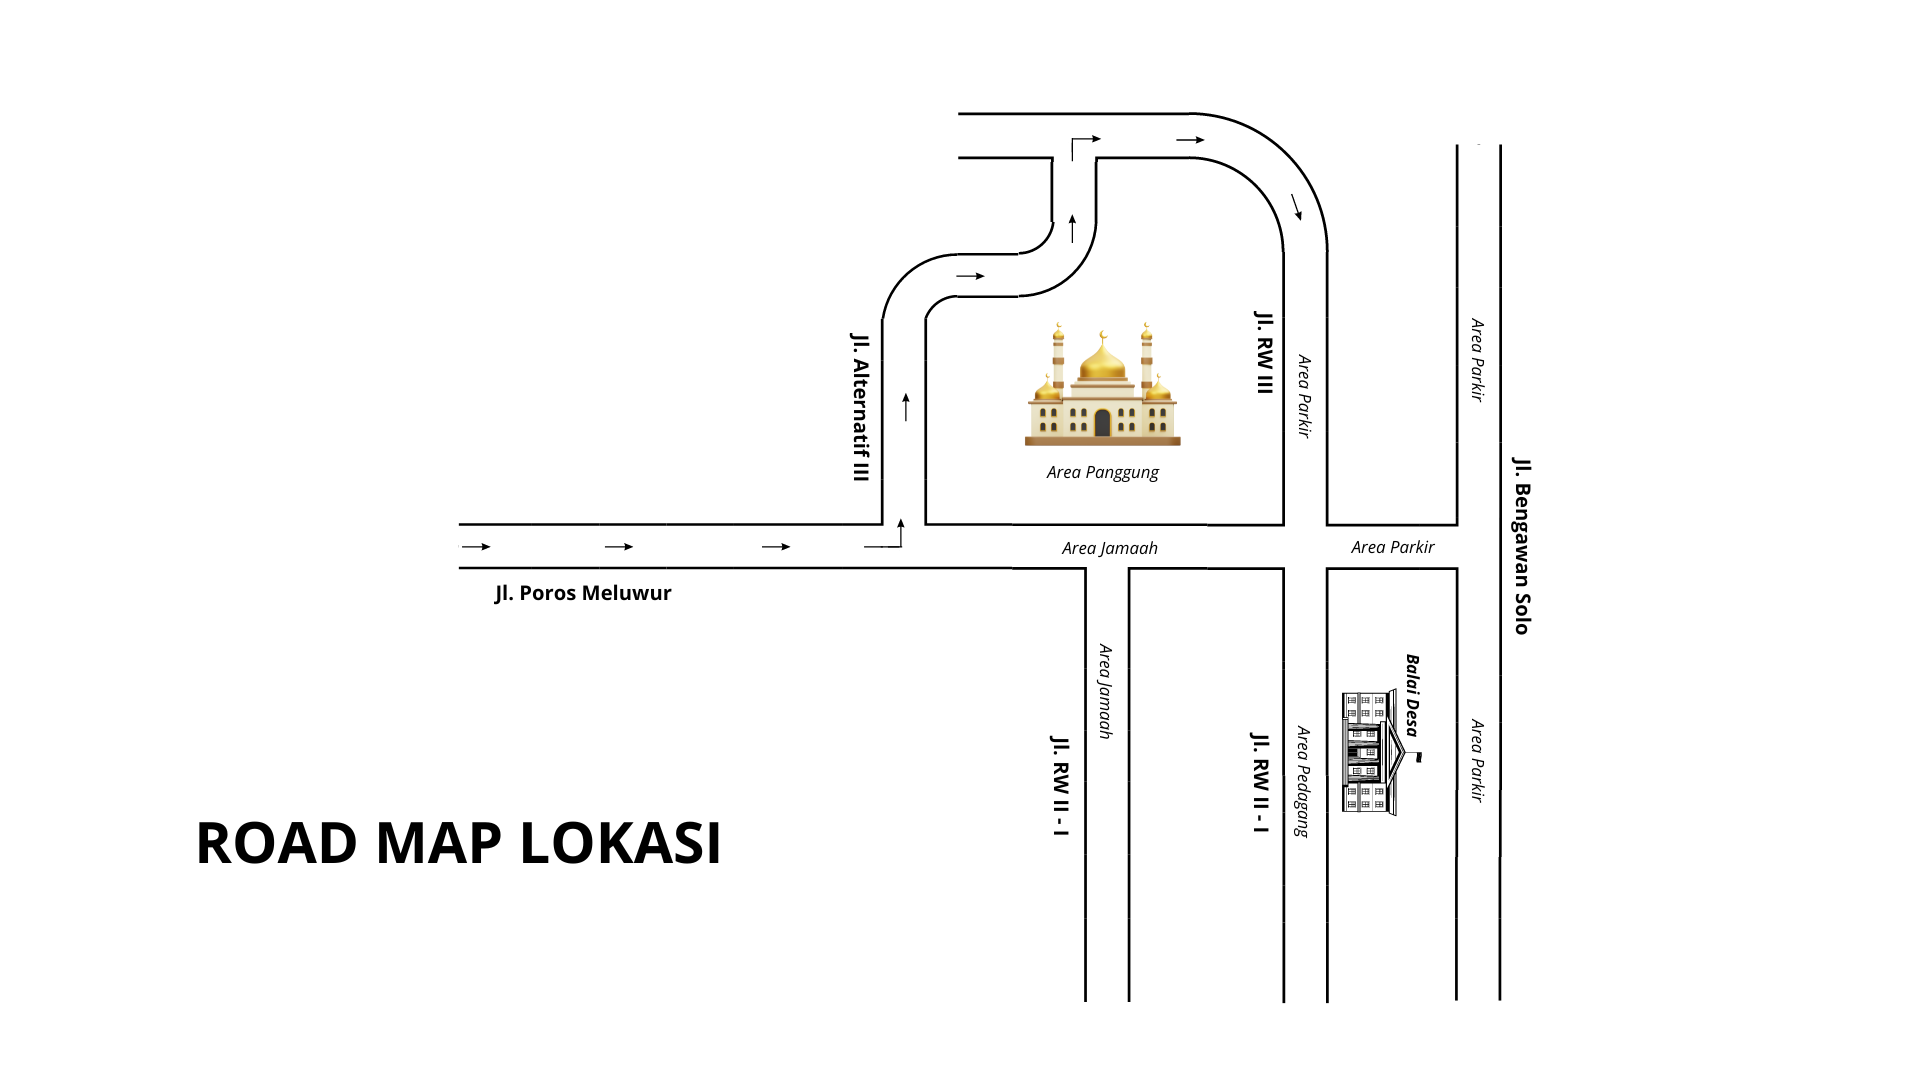 Jl. Alternatif III
Jl. RW III
Area Parkir
Area Parkir
Area Panggung
Area Jamaah
Area Parkir
Jl. Bengawan Solo
Jl. Poros Meluwur
Area Jamaah
Jl. RW II - I
Jl. RW II - I
Area Pedagang
Balai Desa
Area Parkir
ROAD MAP LOKASI